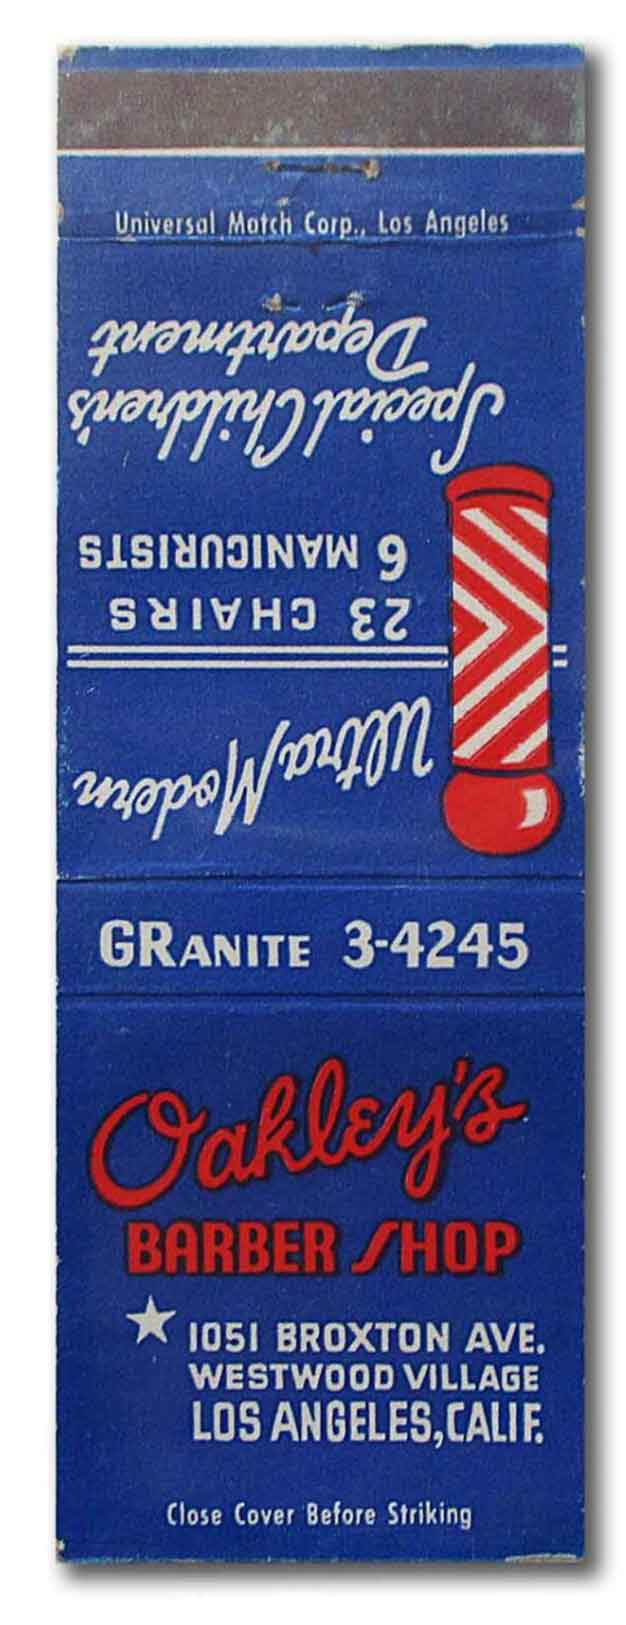 Universal Match Corp., Los Angeles
Ultra Modern
23 CHAIRS
6 MANICURISTS
Special Children's
Department
GRANITE 3-4245
Oakley's
BARBER SHOP
1051 BROXTON AVE.
WESTWOOD VILLAGE
LOS ANGELES, CALIF.
Close Cover Before Striking